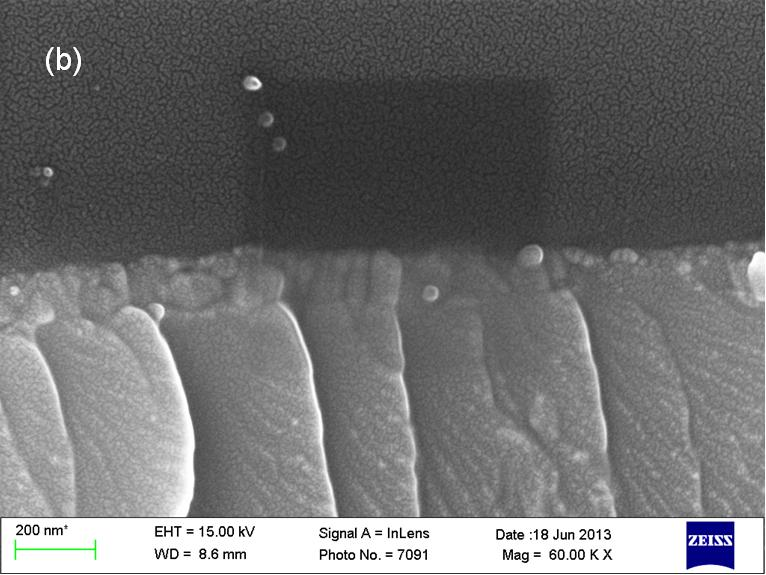 (b)
200 nm*
EHT = 15.00 kV
WD = 8.6 mm
Signal A = InLens
Photo No. = 7091
Date :18 Jun 2013
Mag = 60.00 K X
ZEISS